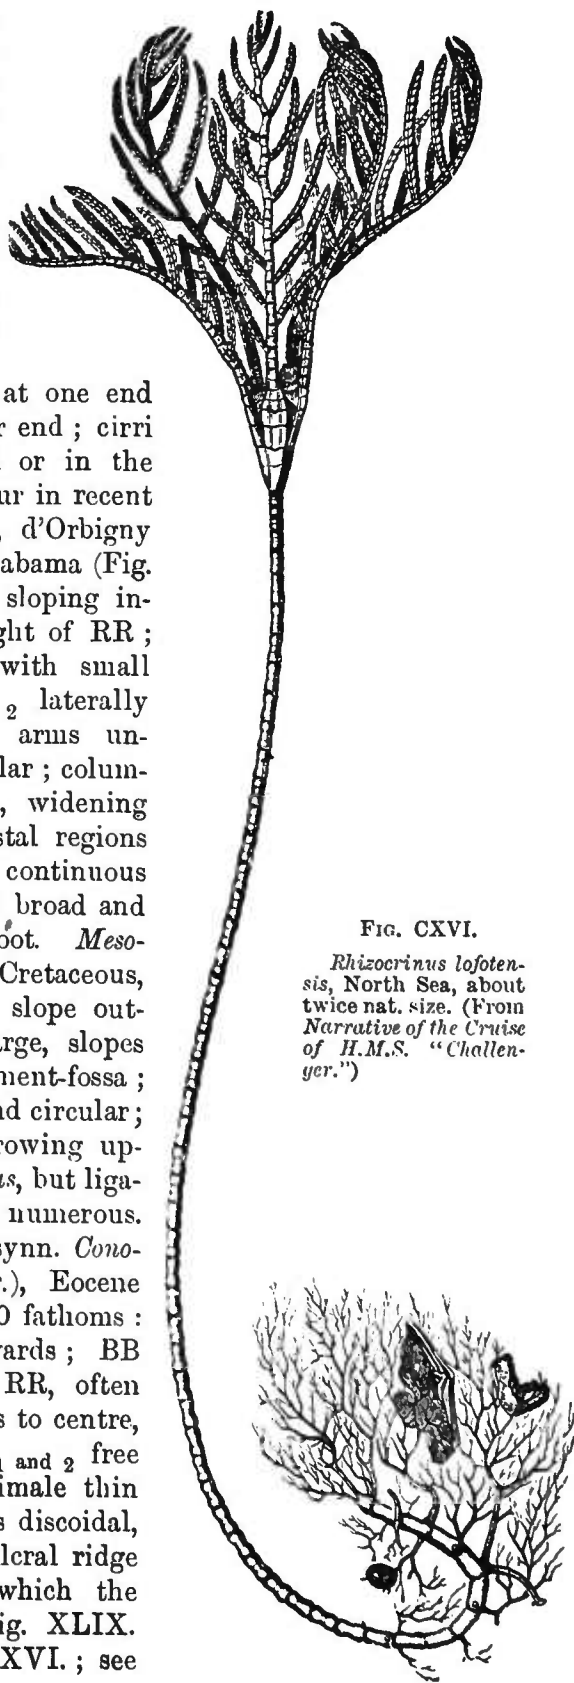 at one end
r end ; cirri
or in the
ur in recent
, d'Orbigny
abama (Fig.
sloping in-
ght of RR ;
with small
2 laterally
arms un-
lar ; colum-
, widening
stal regions
continuous
broad and
oot. Meso-
Cretaceous,
slope out-
arge, slopes
ment-fossa ;
nd circular ;
rowing up-
us, but liga-
numerous.
synn. Cono-
r.), Eocene
0 fathoms :
vards ; BB
RR, often
s to centre,
1 and 2 free
imale thin
s discoidal,
lcral ridge
which the
ig. XLIX.
XVI. ; see
FIG. CXVI.
Rhizocrinus lofoten-
sis, North Sea, about
twice nat. size. (From
Narrative of the Cruise
of H.M.S. "Challen-
ger.")